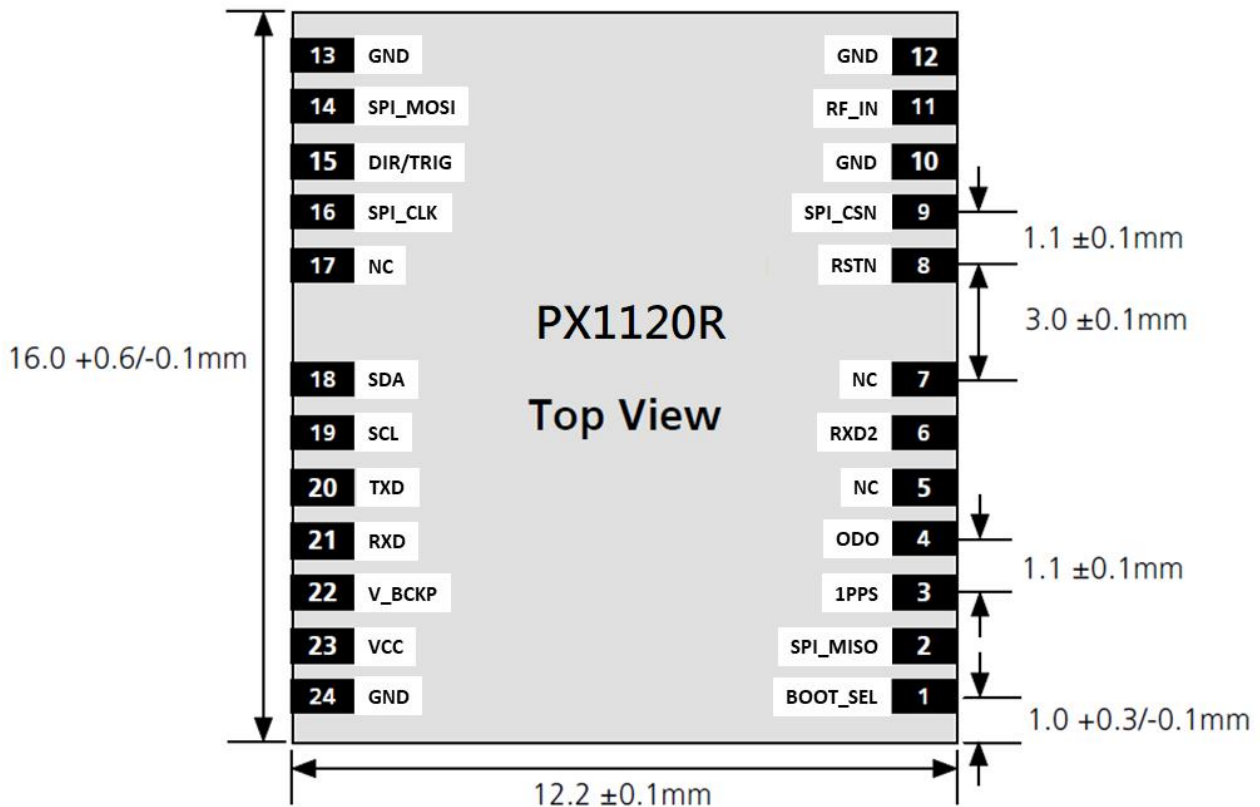 13 GND GND 12
14 SPI_MOSI RF_IN 11
15 DIR/TRIG GND 10
16 SPI_CLK SPI_CSN 9
1.1 ±0.1mm
17 NC RSTN 8
PX1120R
3.0 ±0.1mm
16.0 +0.6/-0.1mm
18 SDA NC 7
Top View
19 SCL RXD2 6
20 TXD NC 5
21 RXD ODO 4
1.1 ±0.1mm
22 V_BCKP 1PPS 3
23 VCC SPI_MISO 2
24 GND BOOT_SEL 1
1.0 +0.3/-0.1mm
12.2 ±0.1mm